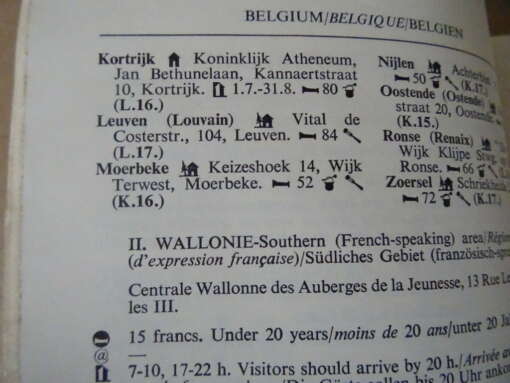 BELGIUM/BELGIQUE/BELGIEN
Kortrijk Koninklijk Atheneum,
Jan Bethunelaan, Kannaertstraat
10, Kortrijk. 1.7.-31.8. 80
(L.16.)
Leuven (Louvain) Vital de
Costerstr., 104, Leuven. 84
(L.17.)
Moerbeke Keizeshoek 14, Wijk
Terwest, Moerbeke. 52
(K.16.)
Nijlen
50 (K.17.)
Oostende (Ostende)
straat 20, Oostende.
(K.15.)
Ronse (Renaix)
Wijk Klijpe
Ronse. 66
Zoersel
72 (K.17.)
II. WALLONIE-Southern (French-speaking) area/
(d'expression française)/Südliches Gebiet
Centrale Wallonne des Auberges de la Jeunesse, 13 Rue
les III.
15 francs. Under 20 years/moins de 20 ans/unter 20
@ —
7-10, 17-22 h. Visitors should arrive by 20 h./Arrivée
20 Uhr